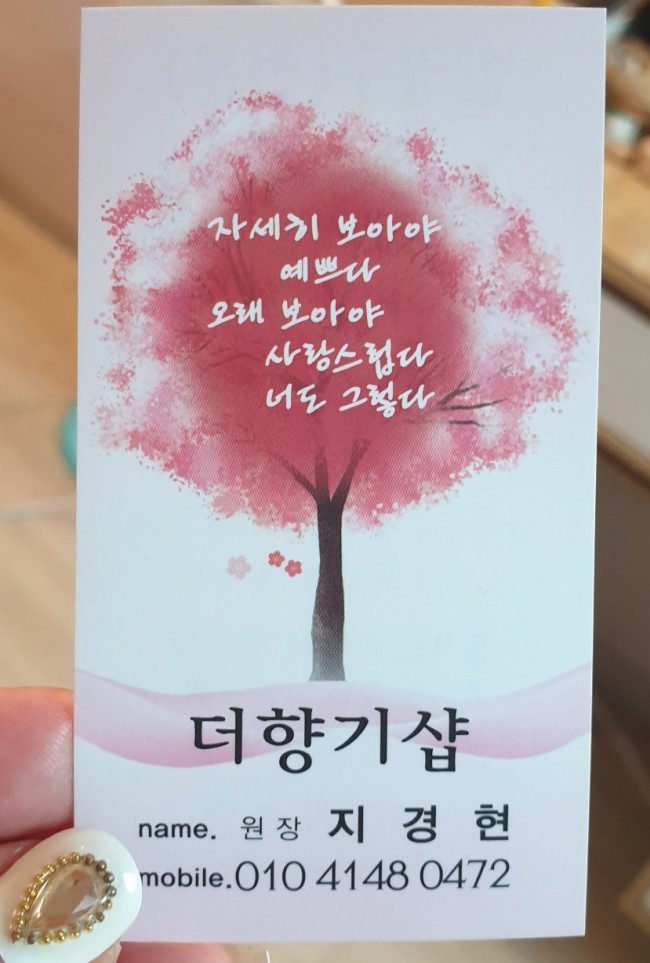 자세히 보아야
예쁘다
오래 보아야
사랑스럽다
너도 그렇다
더향기샵
name. 원장 지경현
mobile.010 4148 0472